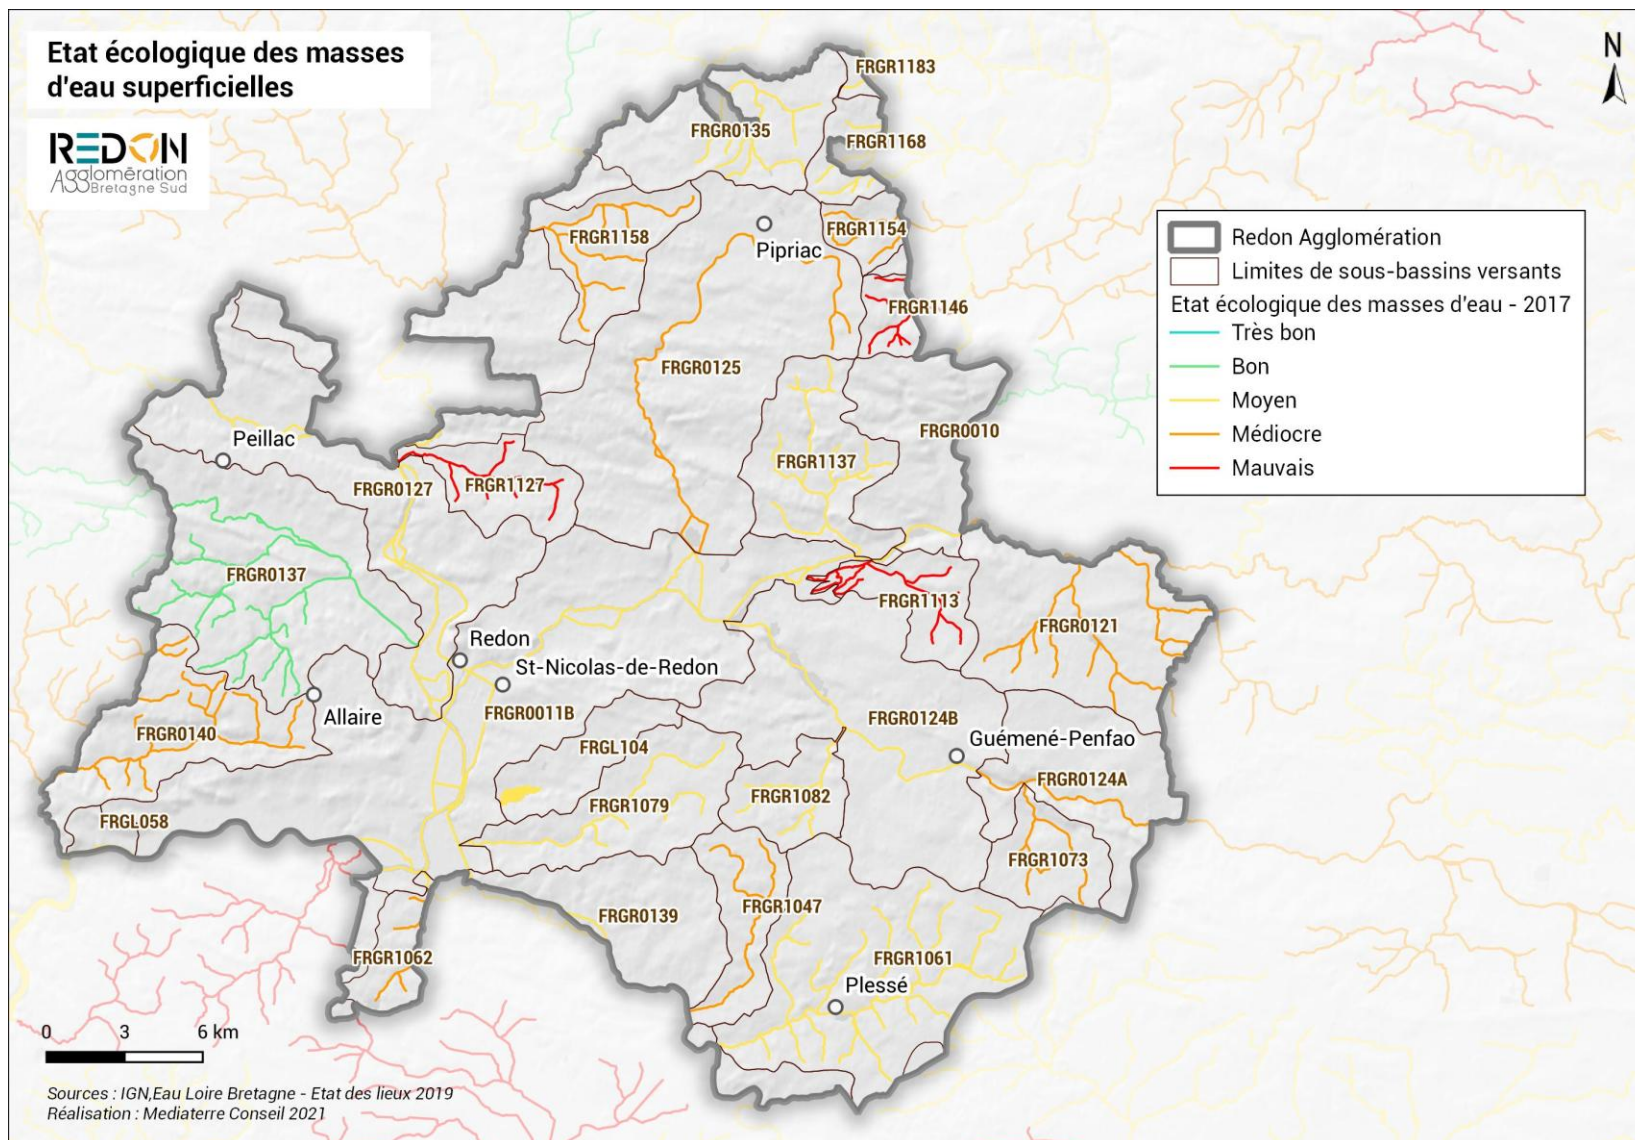 Etat écologique des masses
d'eau superficielles
REDON
Agglomération
Bretagne Sud
N
Redon Agglomération
Limites de sous-bassins versants
Etat écologique des masses d'eau - 2017
Très bon
Bon
Moyen
Médiocre
Mauvais
FRGR1183
FRGR0135
FRGR1168
FRGR1158
Pipriac
FRGR1154
FRGR1146
FRGR0125
FRGR0010
Peillac
FRGR0127
FRGR1127
FRGR1137
FRGR0137
FRGR1113
FRGR0121
Redon
St-Nicolas-de-Redon
Allaire
FRGR0011B
FRGR0140
FRGL104
FRGR0124B
Guémené-Penfao
FRGR0124A
FRGR1079
FRGR1082
FRGL058
FRGR1073
FRGR0139
FRGR1047
FRGR1062
FRGR1061
Plessé
0 3 6 km
Sources : IGN,Eau Loire Bretagne - Etat des lieux 2019
Réalisation : Mediaterre Conseil 2021